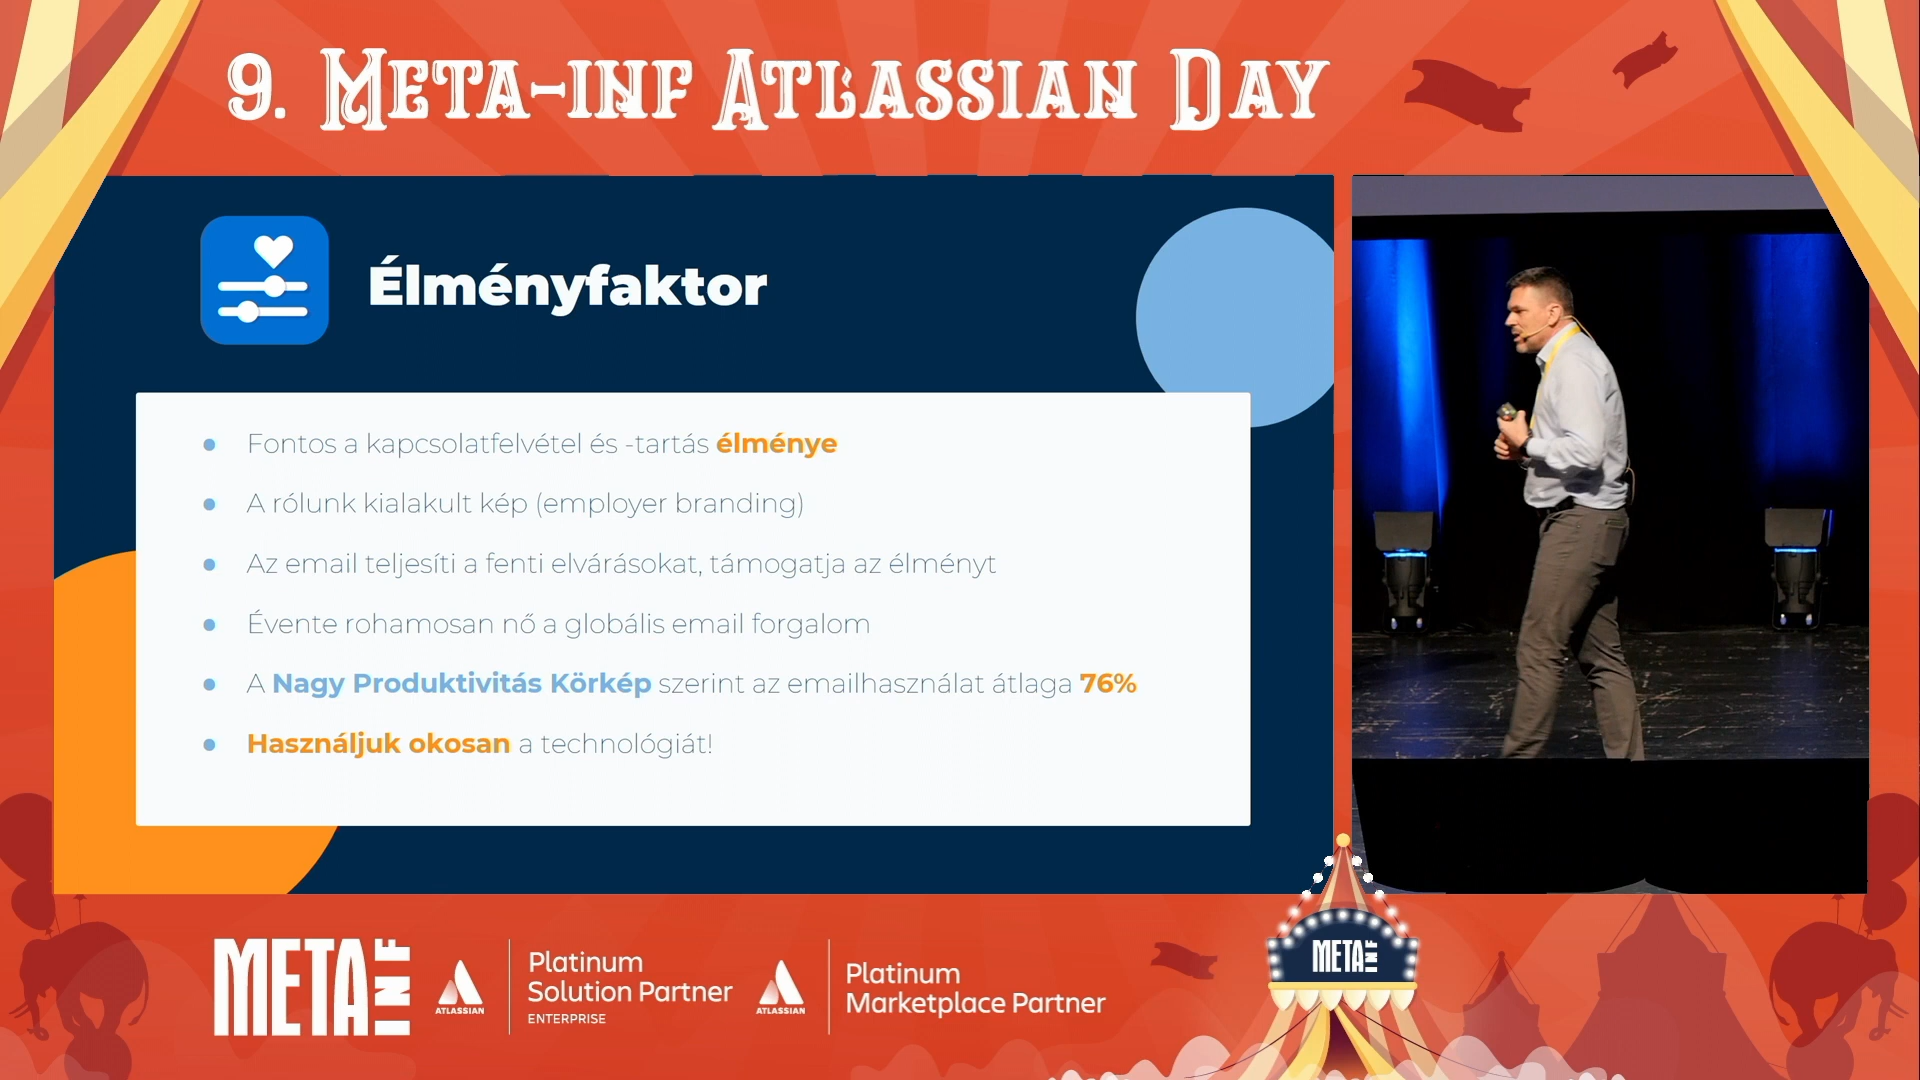 9. Meta-inf Atlassian Day
Élményfaktor
Fontos a kapcsolatfelvétel és -tartás élménye
A rólunk kialakult kép (employer branding)
Az email teljesíti a fenti elvárásokat, támogatja az élményt
Évente rohamosan nő a globális email forgalom
A Nagy Produktivitás Körkép szerint az emailhasználat átlaga 76%
Használjuk okosan a technológiát!
META INF
ATLASSIAN
Platinum
Solution Partner
ENTERPRISE
ATLASSIAN
Platinum
Marketplace Partner
META INF